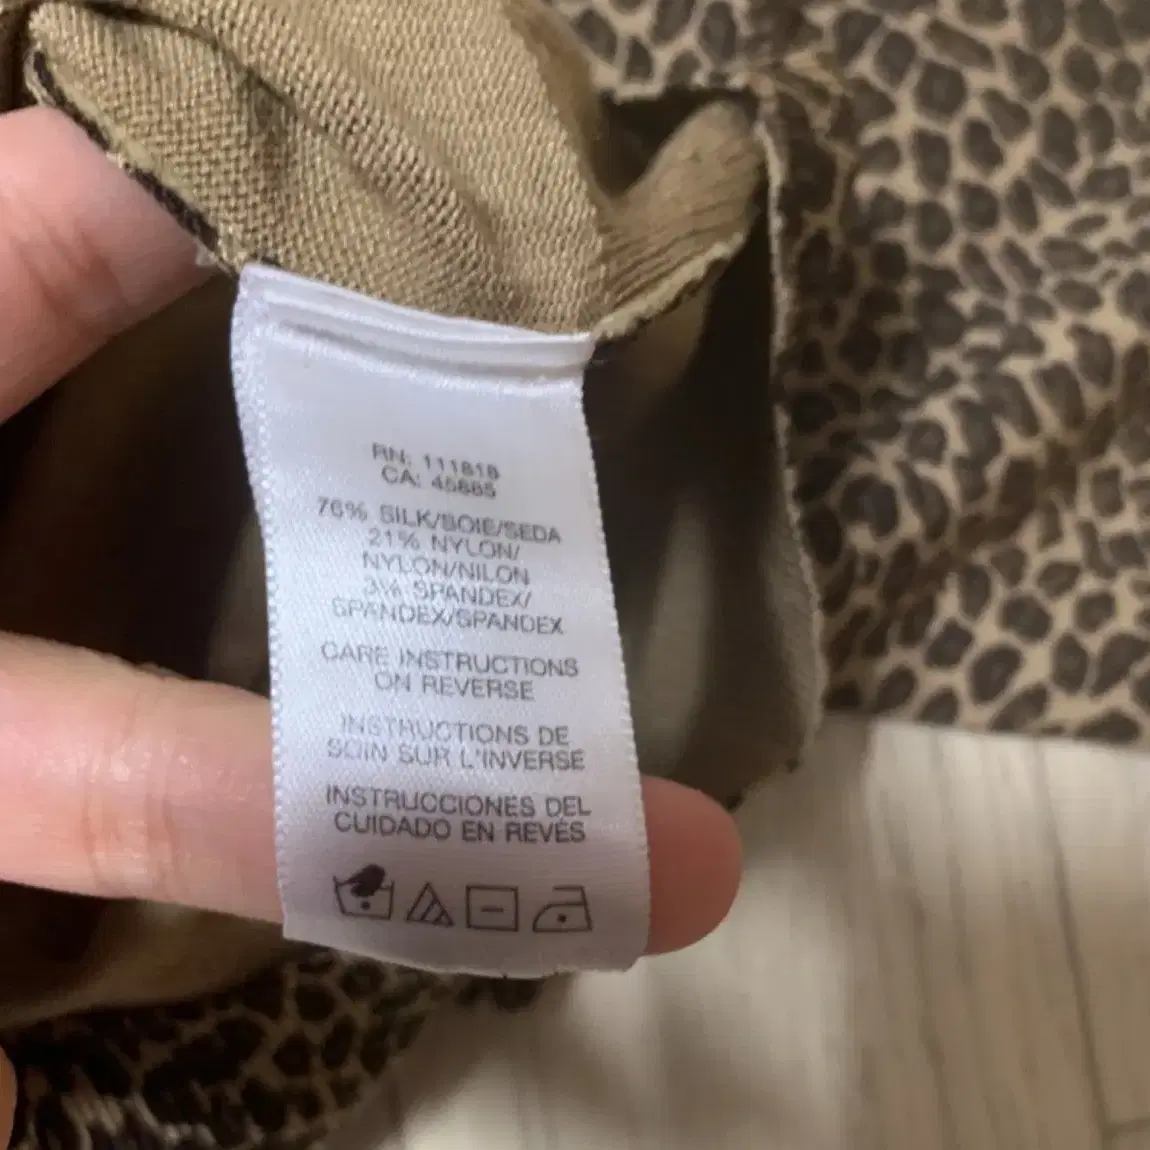 RN: 111818
CA: 45885
76% SILK/SOIE/SEDA
21% NYLON/
NYLON/NILON
3% SPANDEX/
SPANDEX/SPANDEX
CARE INSTRUCTIONS
ON REVERSE
INSTRUCTIONS DE
SOIN SUR L'INVERSE
INSTRUCCIONES DEL
CUIDADO EN REVÉS